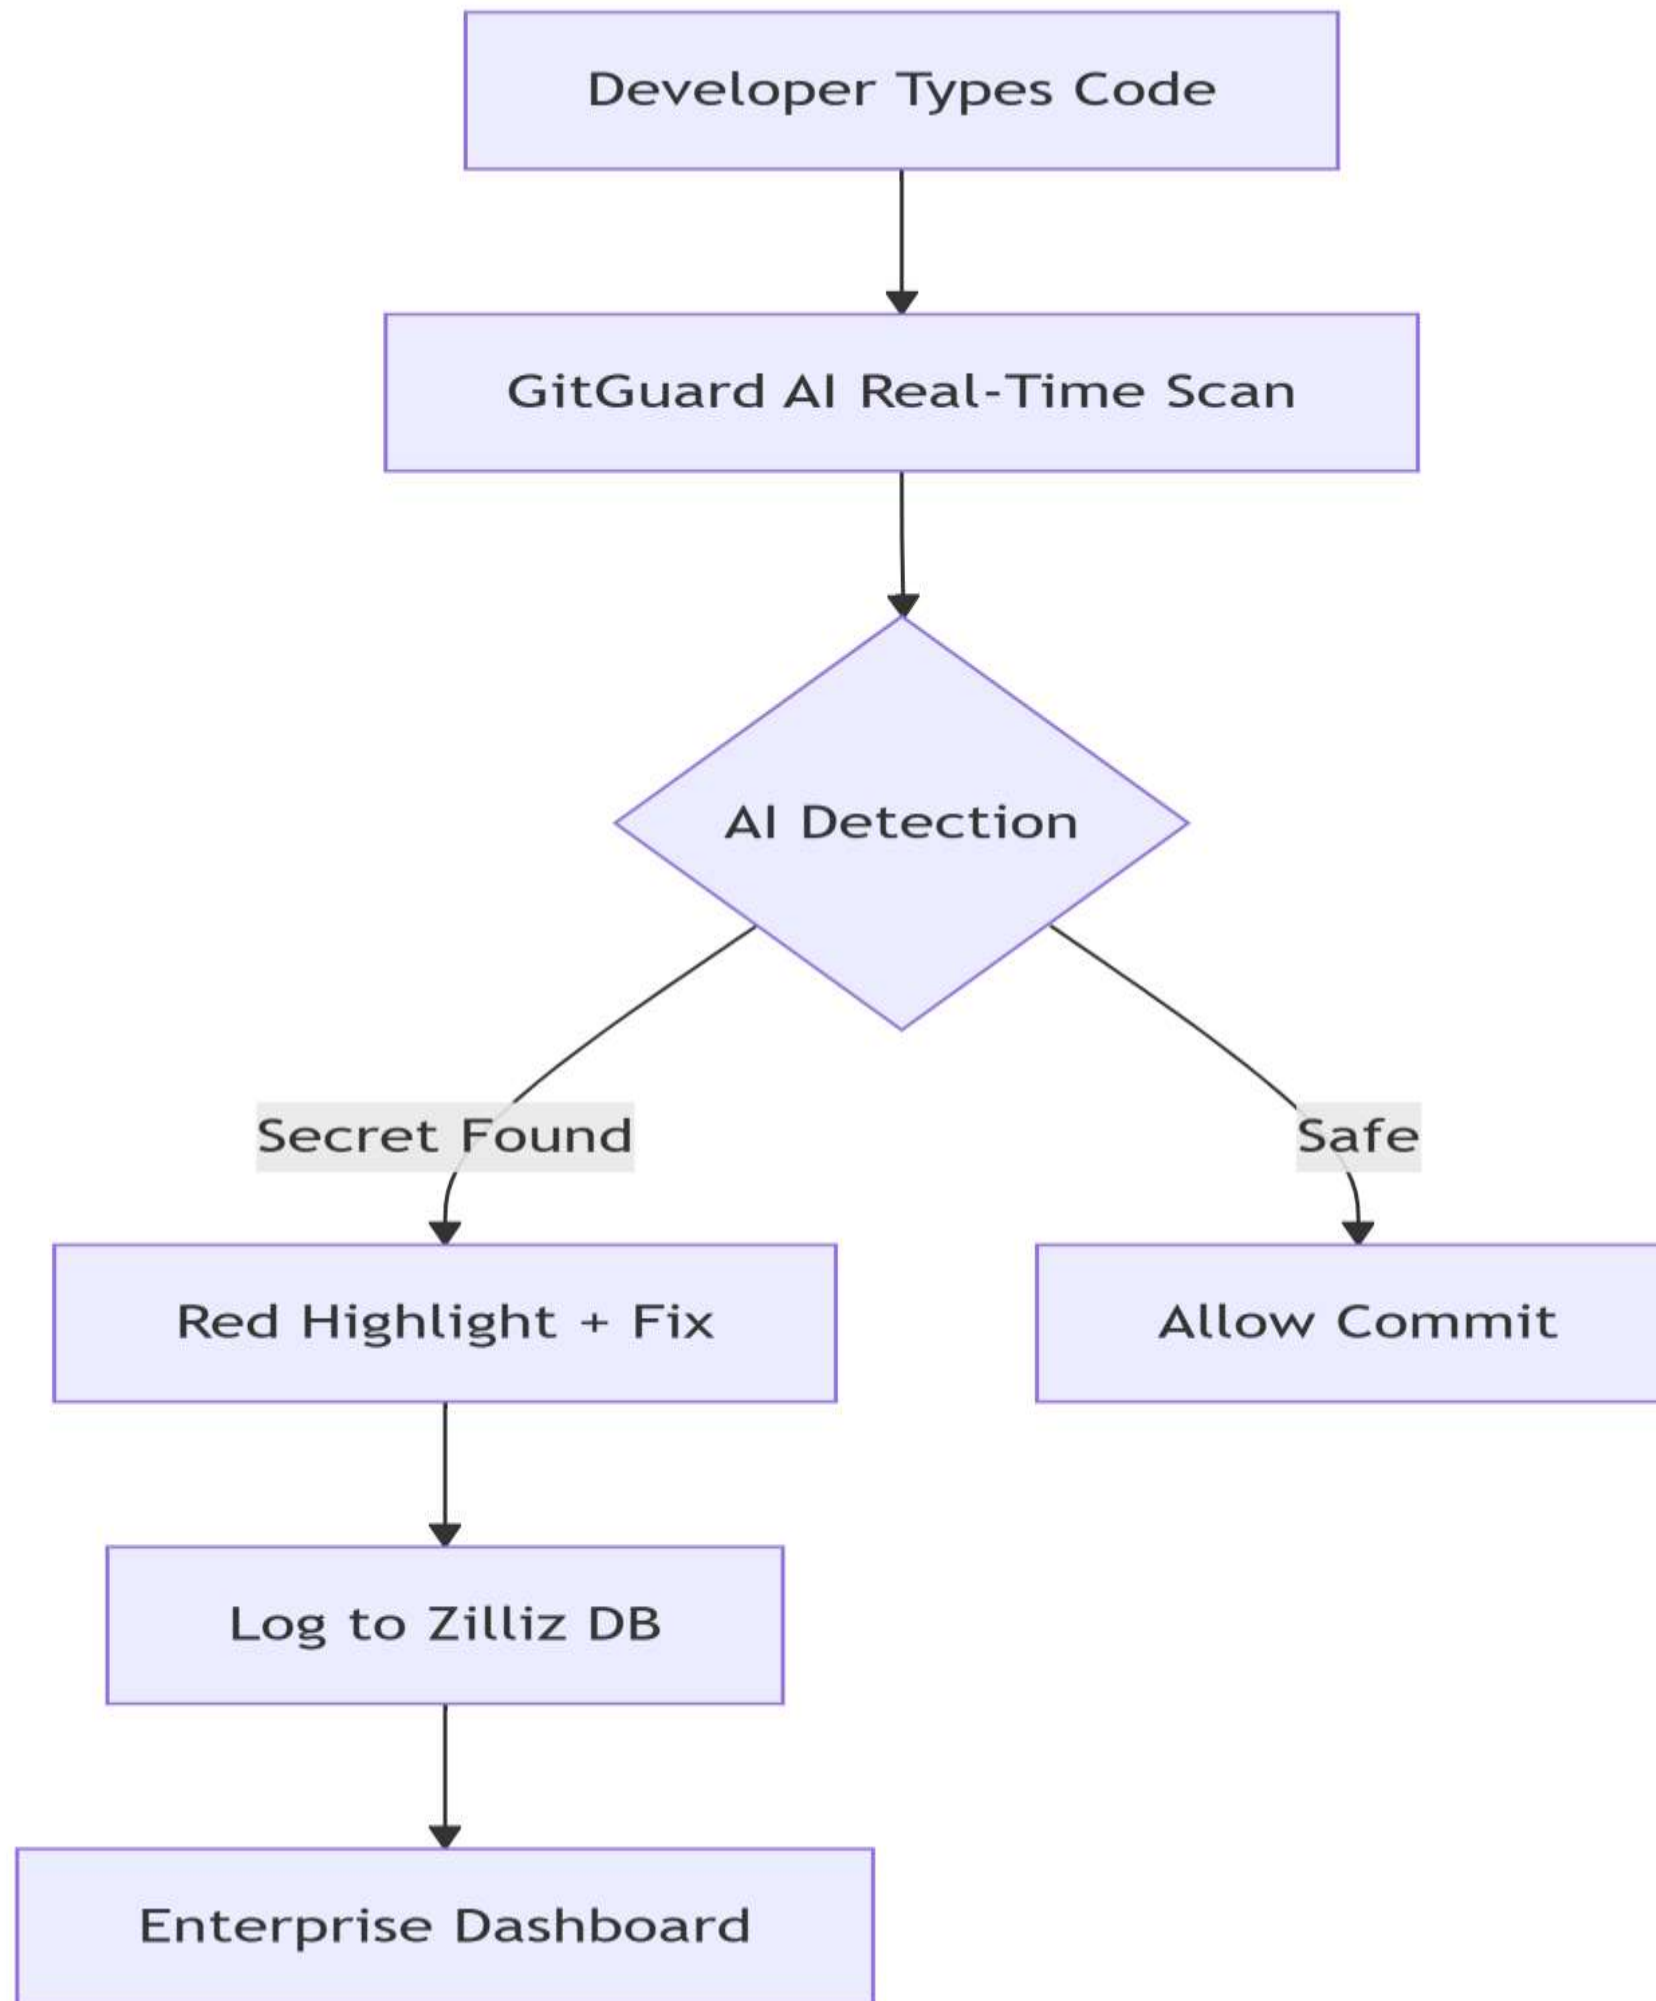 Developer Types Code
GitGuard AI Real-Time Scan
AI Detection
Secret Found
Safe
Red Highlight + Fix
Allow Commit
Log to Zilliz DB
Enterprise Dashboard